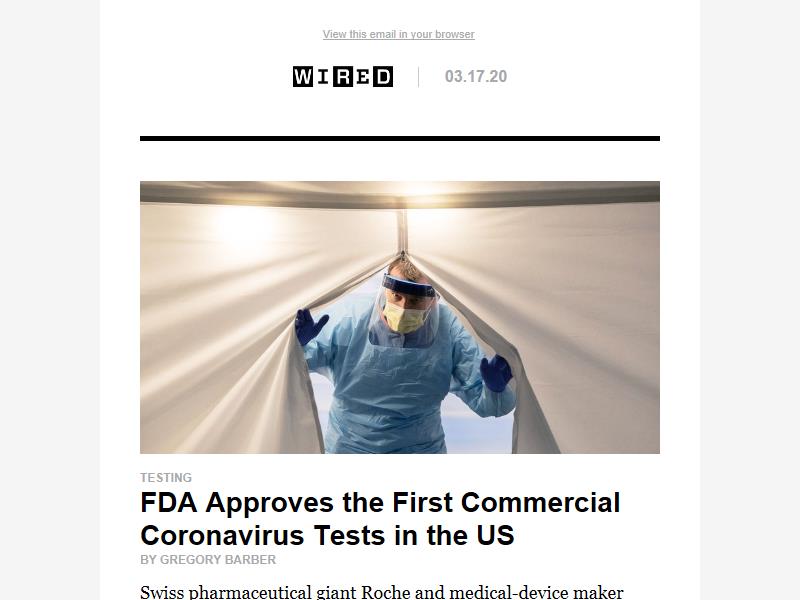 View this email in your browser
WIRED
03.17.20
TESTING
FDA Approves the First Commercial
Coronavirus Tests in the US
BY GREGORY BARBER
Swiss pharmaceutical giant Roche and medical-device maker